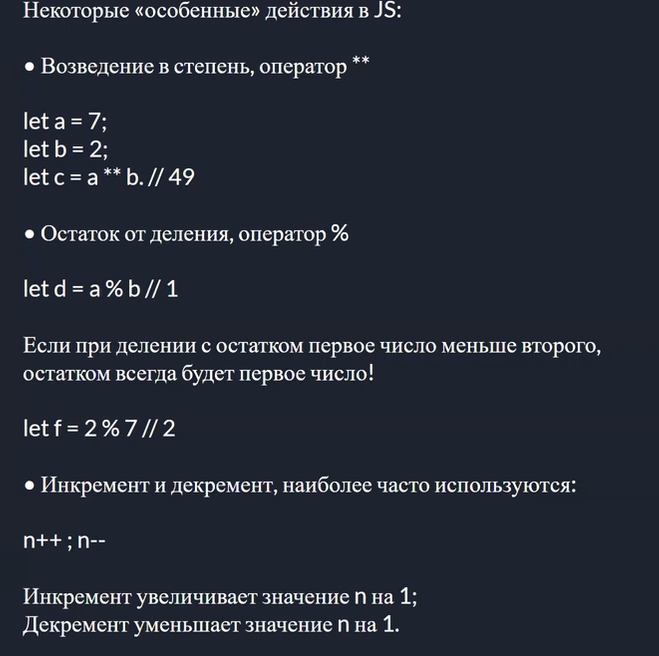 Некоторые «особенные» действия в JS:
● Возведение в степень, оператор **
let a = 7;
let b = 2;
let c = a ** b. // 49
● Остаток от деления, оператор %
let d = a % b // 1
Если при делении с остатком первое число меньше второго,
остатком всегда будет первое число!
let f = 2 % 7 // 2
● Инкремент и декремент, наиболее часто используются:
n++ ; n--
Инкремент увеличивает значение n на 1;
Декремент уменьшает значение n на 1.